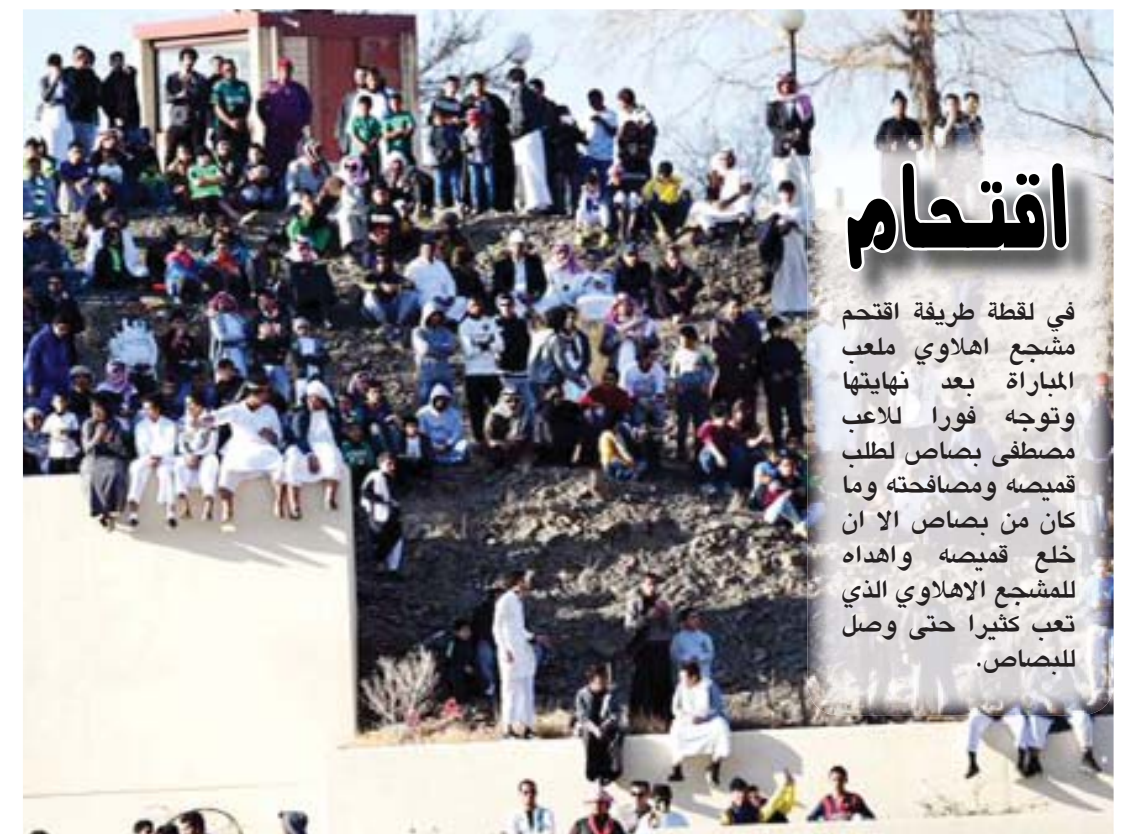 اقتحام
في لقطة طريفة اقتحم
مشجع اهلاوي ملعب
المباراة بعد نهايتها
وتوجه فورا للاعب
مصطفى بصاص لطلب
قميصه ومصافحته وما
كان من بصاص الا ان
خلع قميصه واهداه
للمشجع الاهلاوي الذي
تعب كثيرا حتى وصل
للبصاص.